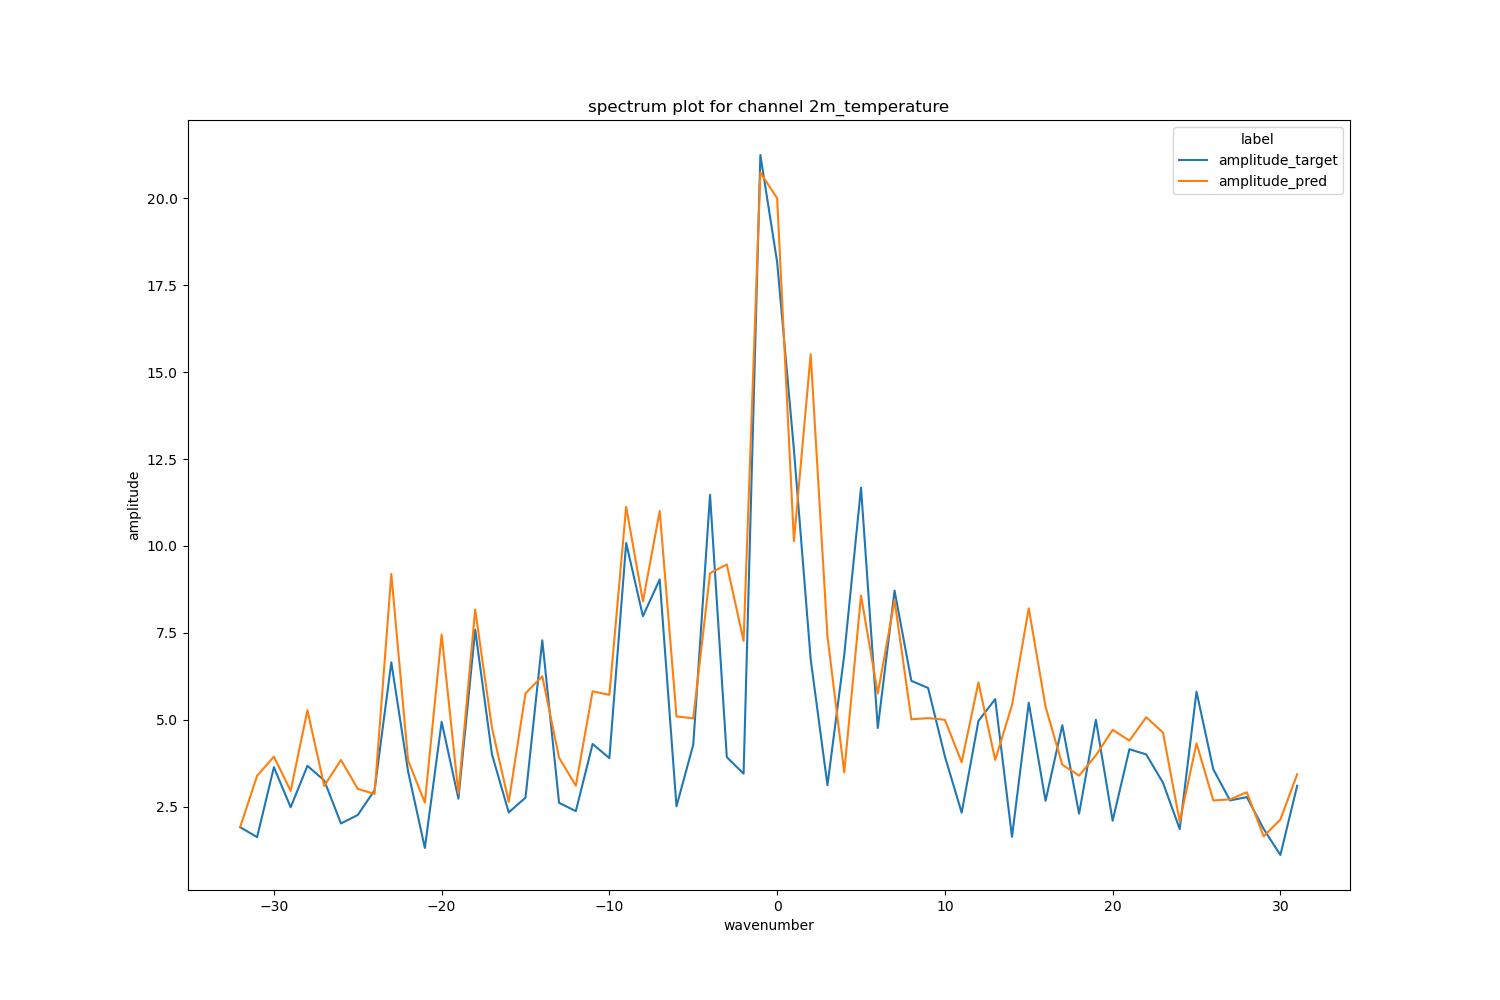 spectrum plot for channel 2m_temperature
label
amplitude_target
amplitude_pred
20.0
17.5
15.0
12.5
10.0
7.5
5.0
2.5
amplitude
−30 −20 −10 0 10 20 30
wavenumber